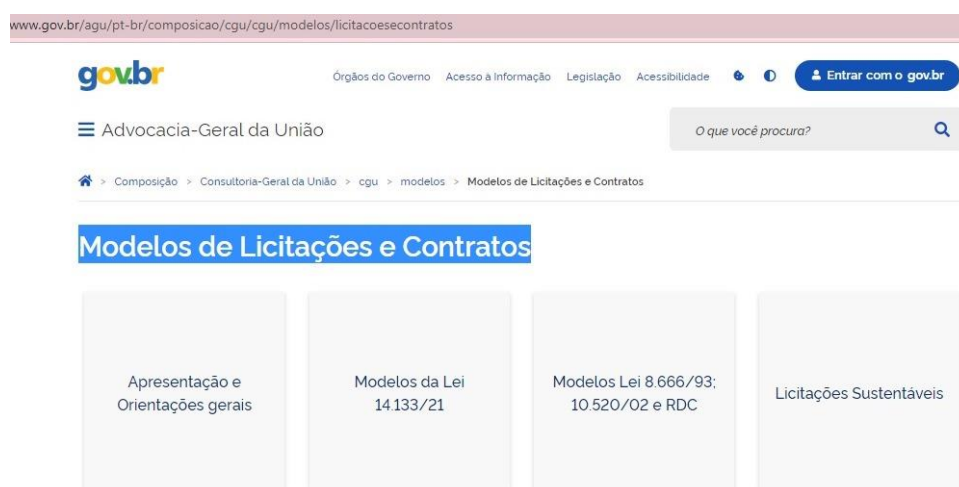 www.gov.br/agu/pt-br/composicao/cgu/cgu/modelos/licitacoesecontratos
gov.br
Órgãos do Governo Acesso à Informação Legislação Acessibilidade Entrar com o gov.br
Advocacia-Geral da União
O que você procura?
> Composição > Consultoria-Geral da União > cgu > modelos > Modelos de Licitações e Contratos
Modelos de Licitações e Contratos
Apresentação e
Orientações gerais
Modelos da Lei
14.133/21
Modelos Lei 8.666/93;
10.520/02 e RDC
Licitações Sustentáveis